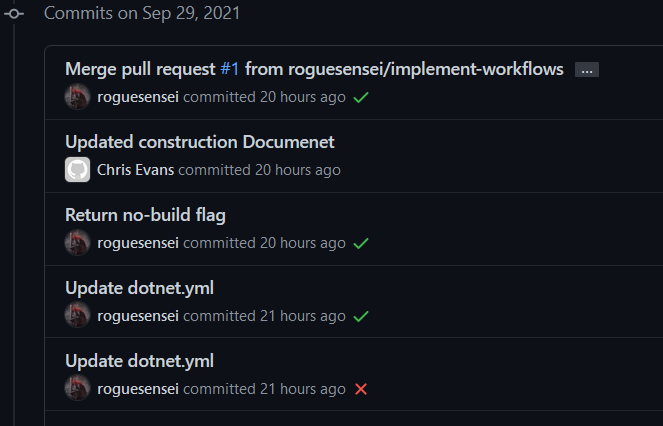 Commits on Sep 29, 2021
Merge pull request #1 from roguesensei/implement-workflows ...
roguesensei committed 20 hours ago
Updated construction Documenet
Chris Evans committed 20 hours ago
Return no-build flag
roguesensei committed 20 hours ago
Update dotnet.yml
roguesensei committed 21 hours ago
Update dotnet.yml
roguesensei committed 21 hours ago